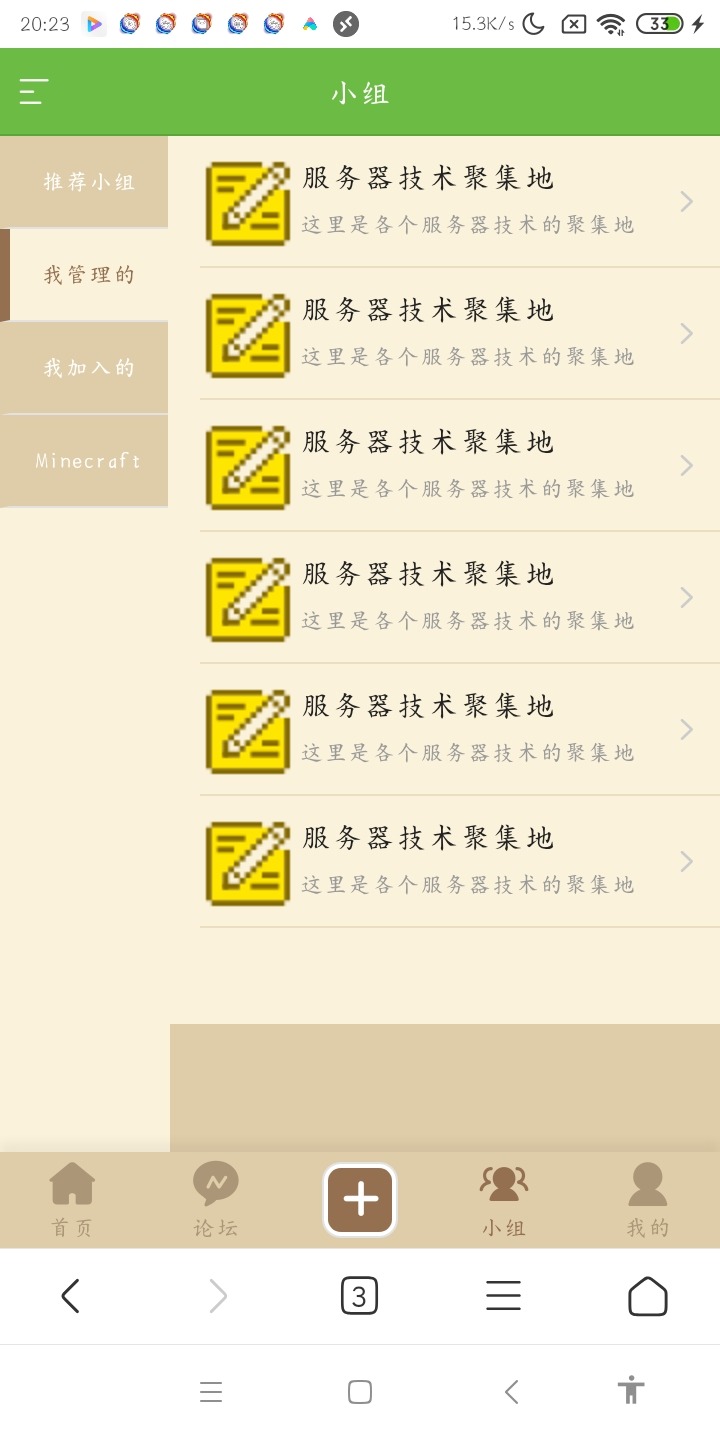 20:23 15.3K/s 33
小组
推荐小组
我管理的
我加入的
Minecraft
服务器技术聚集地
这里是各个服务器技术的聚集地
服务器技术聚集地
这里是各个服务器技术的聚集地
服务器技术聚集地
这里是各个服务器技术的聚集地
服务器技术聚集地
这里是各个服务器技术的聚集地
服务器技术聚集地
这里是各个服务器技术的聚集地
服务器技术聚集地
这里是各个服务器技术的聚集地
首页 论坛 小组 我的
3